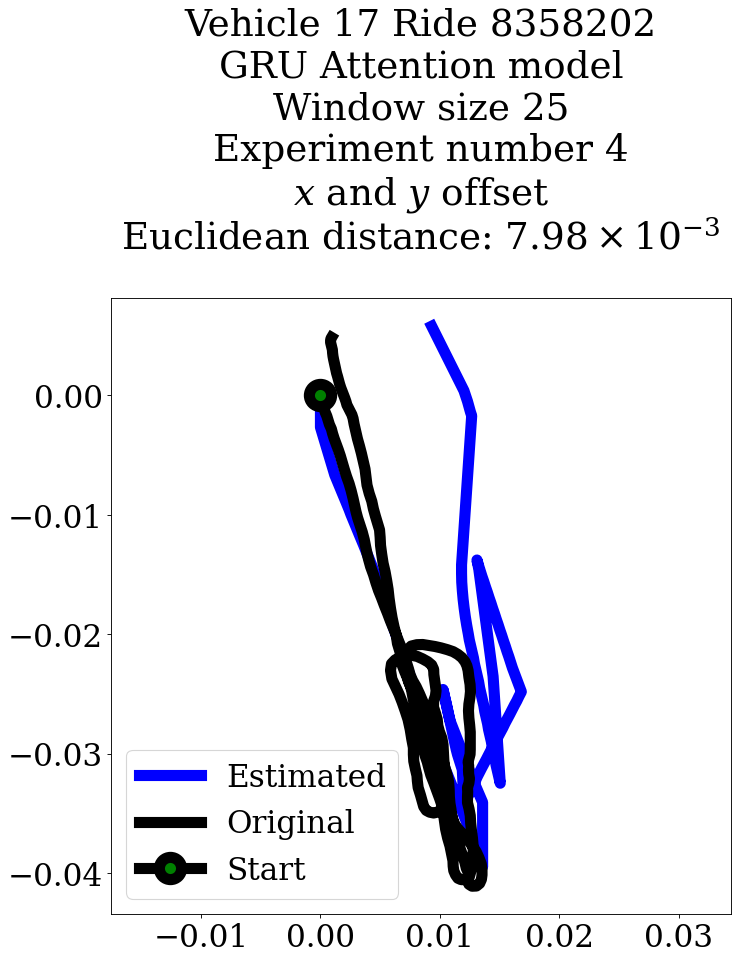 Vehicle 17 Ride 8358202
GRU Attention model
Window size 25
Experiment number 4
x and y offset
Euclidean distance: 7.98 × 10⁻³
0.00
−0.01
−0.02
−0.03
−0.04
Estimated
Original
Start
−0.01 0.00 0.01 0.02 0.03